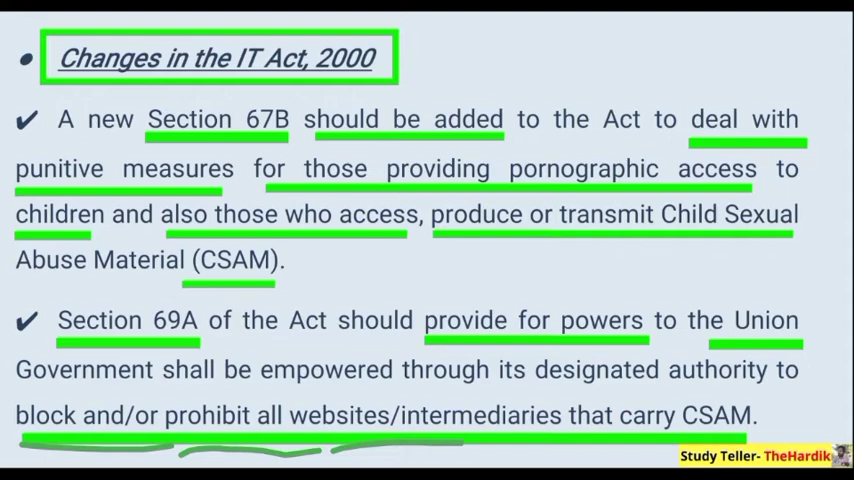 ● Changes in the IT Act, 2000
✔ A new Section 67B should be added to the Act to deal with
punitive measures for those providing pornographic access to
children and also those who access, produce or transmit Child Sexual
Abuse Material (CSAM).
✔ Section 69A of the Act should provide for powers to the Union
Government shall be empowered through its designated authority to
block and/or prohibit all websites/intermediaries that carry CSAM.
Study Teller- TheHardik